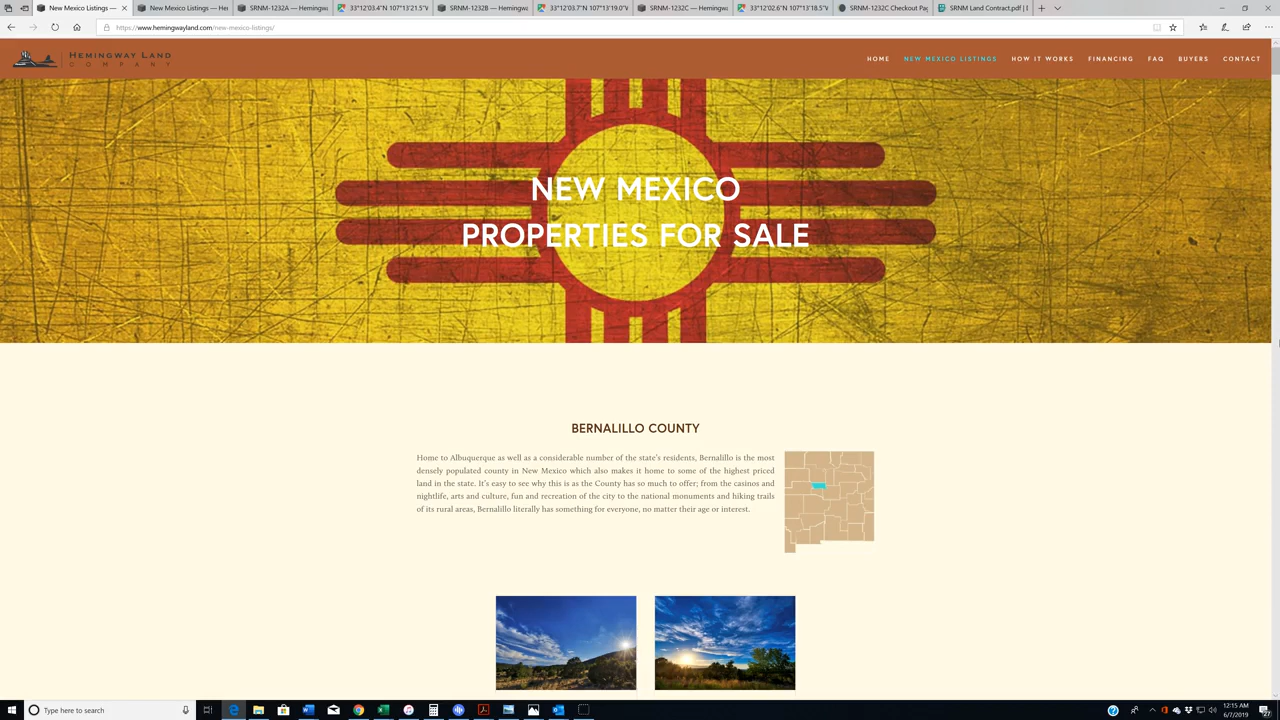 New Mexico Listings —
New Mexico Listings — He
SRNM-1232A — Hemingw
33°12'03.4"N 107°13'21.5"V
SRNM-1232B — Hemingwa
33°12'03.7"N 107°13'19.0"V
SRNM-1232C — Hemingwa
33°12'02.6"N 107°13'18.5"V
SRNM-1232C Checkout Pa
SRNM Land Contract.pdf | I
https://www.hemingwayland.com/new-mexico-listings/
HEMINGWAY LAND
COMPANY
HOME
NEW MEXICO LISTINGS
HOW IT WORKS
FINANCING
FAQ
BUYERS
CONTACT
NEW MEXICO
PROPERTIES FOR SALE
BERNALILLO COUNTY
Home to Albuquerque as well as a considerable number of the state's residents, Bernalillo is the most
densely populated county in New Mexico which also makes it home to some of the highest priced
land in the state. It's easy to see why this is as the County has so much to offer; from the casinos and
nightlife, arts and culture, fun and recreation of the city to the national monuments and hiking trails
of its rural areas, Bernalillo literally has something for everyone, no matter their age or interest.
Type here to search
12:15 AM
6/7/2019
27